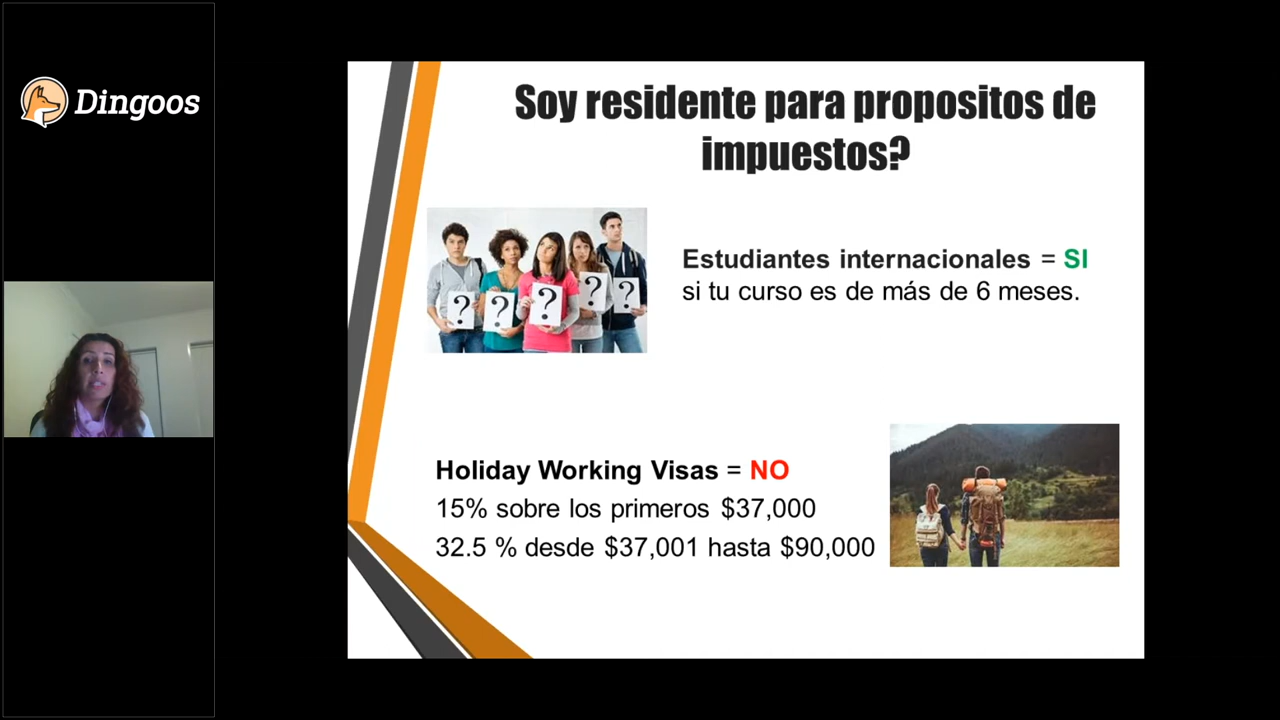 Dingoos
Soy residente para propositos de
impuestos?
? ? ? ? ?
Estudiantes internacionales = SI
si tu curso es de más de 6 meses.
Holiday Working Visas = NO
15% sobre los primeros $37,000
32.5 % desde $37,001 hasta $90,000